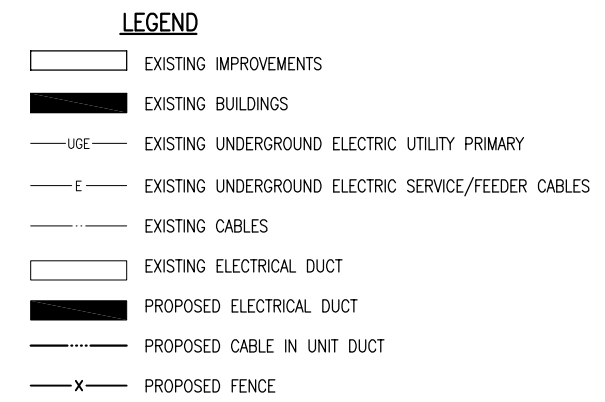 LEGEND
EXISTING IMPROVEMENTS
EXISTING BUILDINGS
UGE EXISTING UNDERGROUND ELECTRIC UTILITY PRIMARY
E EXISTING UNDERGROUND ELECTRIC SERVICE/FEEDER CABLES
EXISTING CABLES
EXISTING ELECTRICAL DUCT
PROPOSED ELECTRICAL DUCT
PROPOSED CABLE IN UNIT DUCT
X PROPOSED FENCE